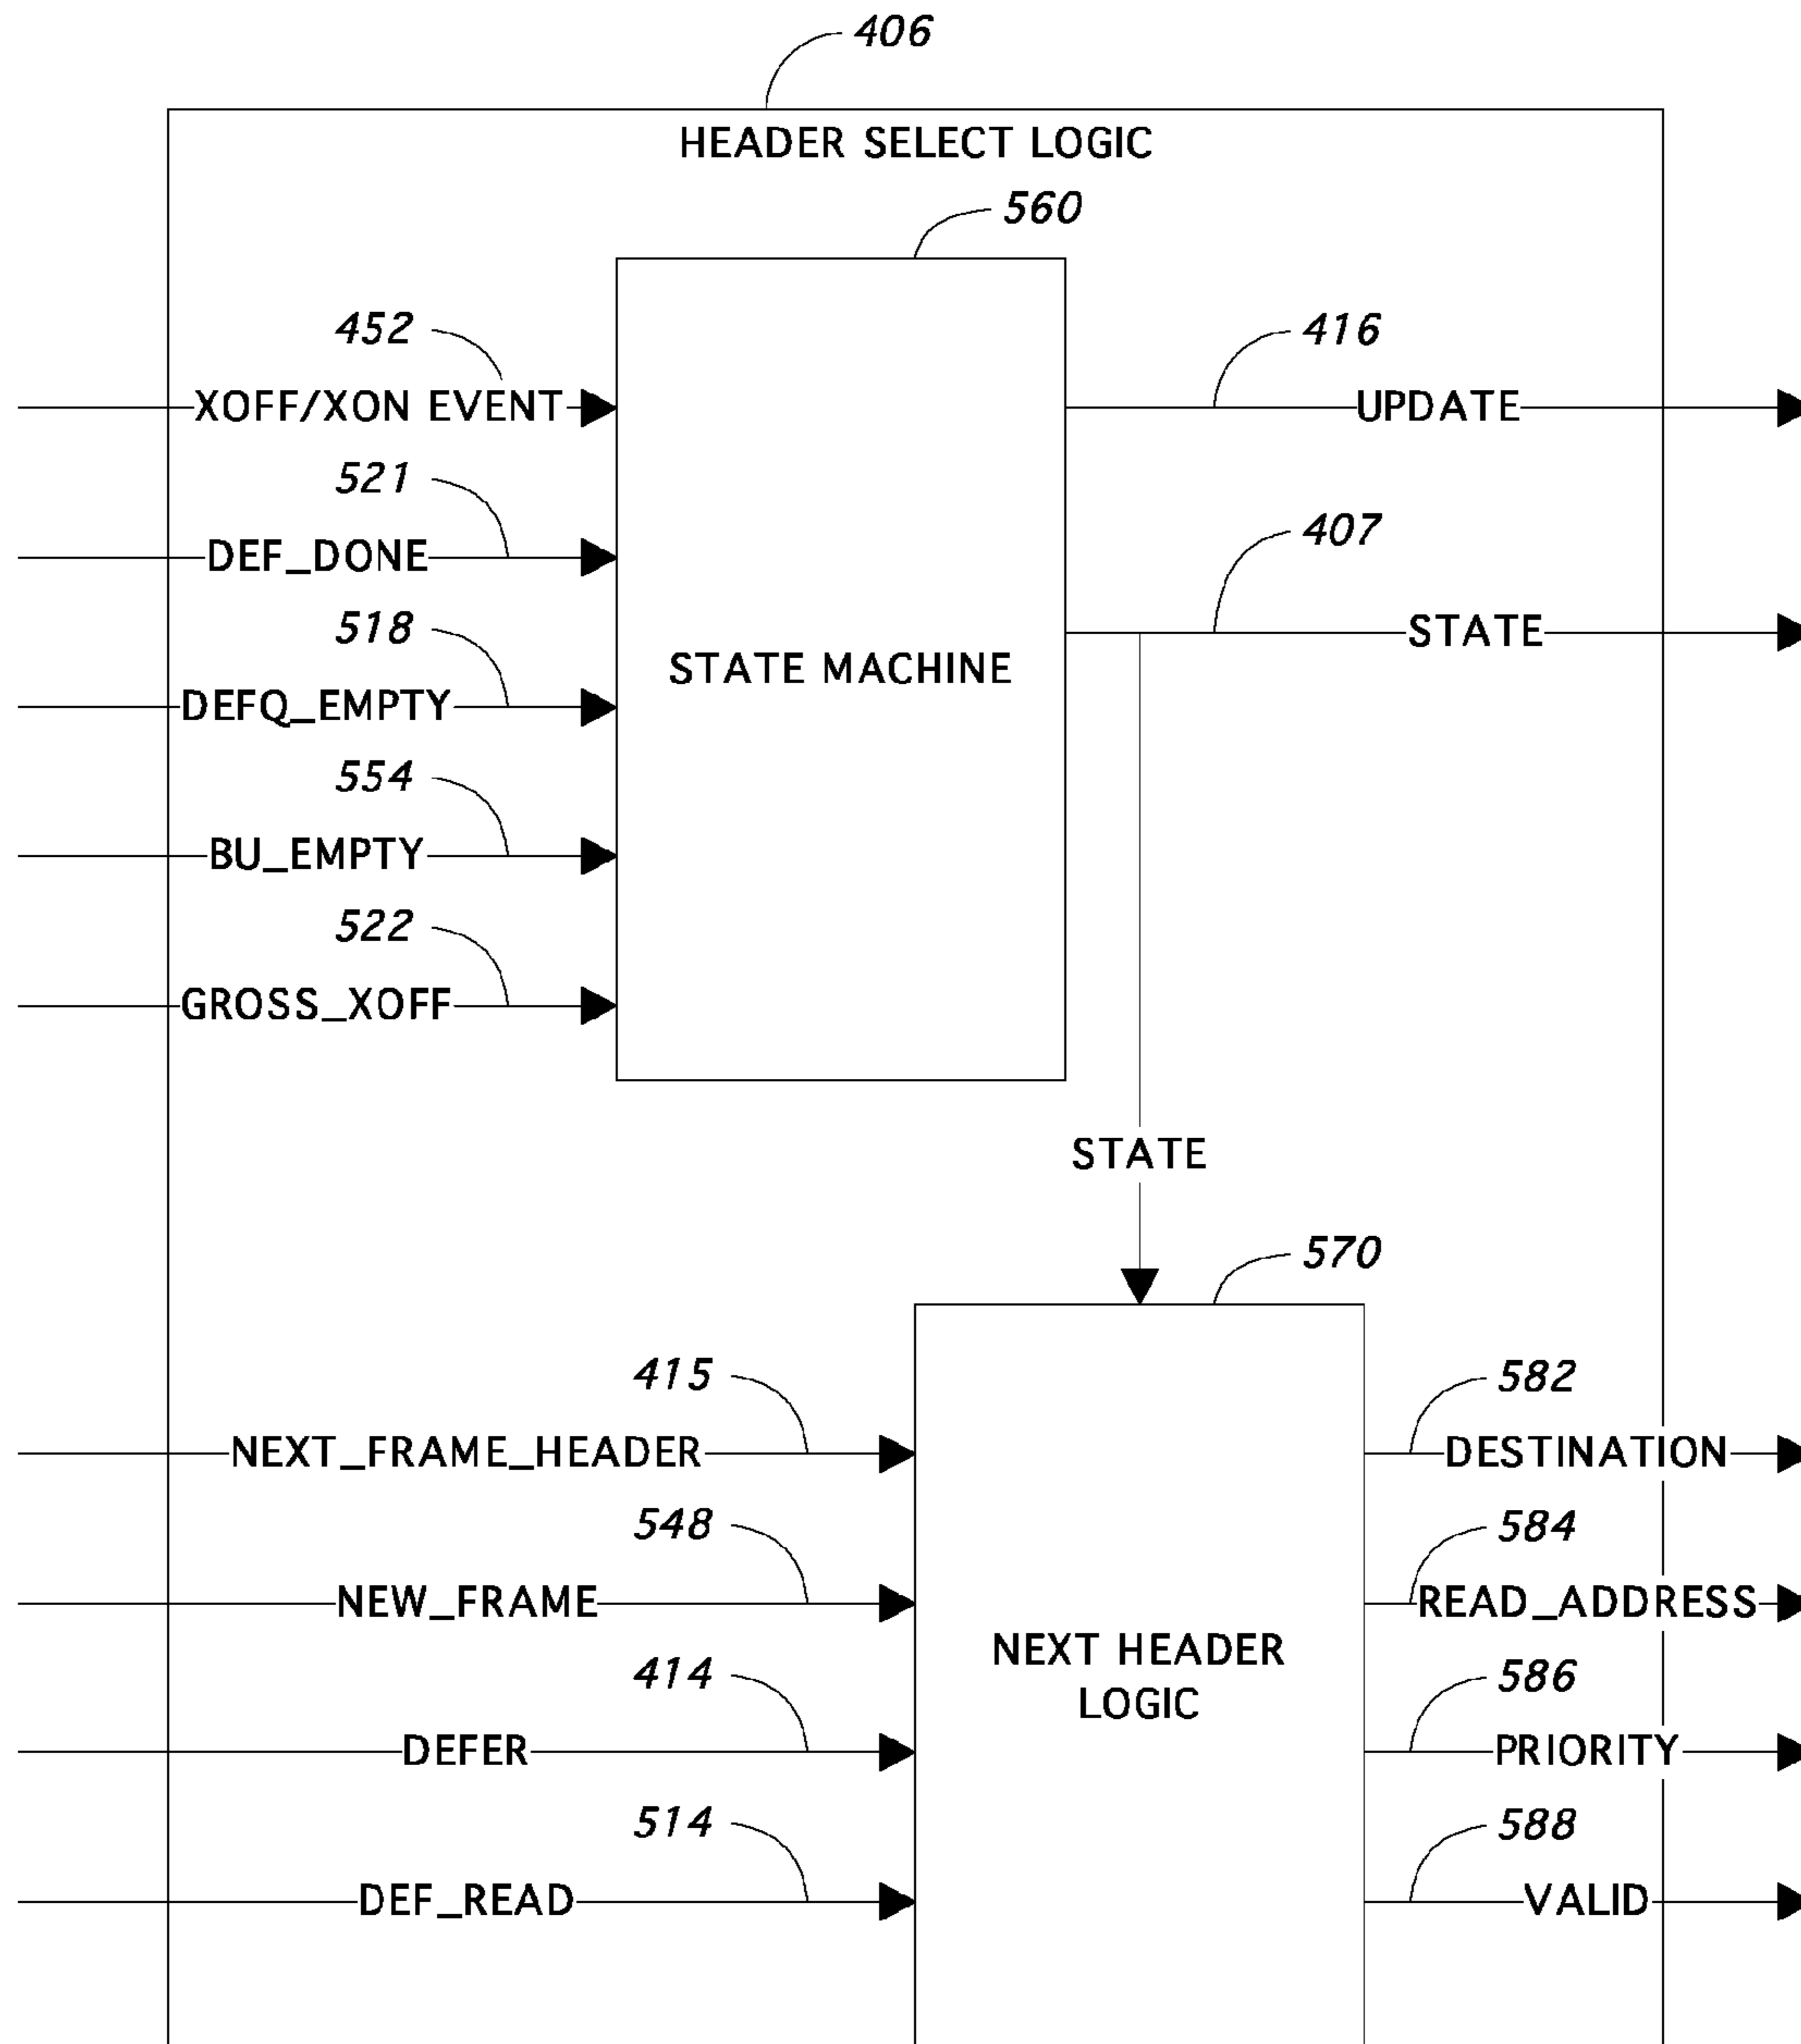 406
HEADER SELECT LOGIC
560
452
416
XOFF/XON EVENT
UPDATE
521
407
DEF_DONE
518
STATE
STATE MACHINE
DEFQ_EMPTY
554
BU_EMPTY
522
GROSS_XOFF
STATE
570
415
582
NEXT_FRAME_HEADER
DESTINATION
548
584
NEW_FRAME
READ_ADDRESS
NEXT HEADER
LOGIC
414
586
DEFER
PRIORITY
514
588
DEF_READ
VALID